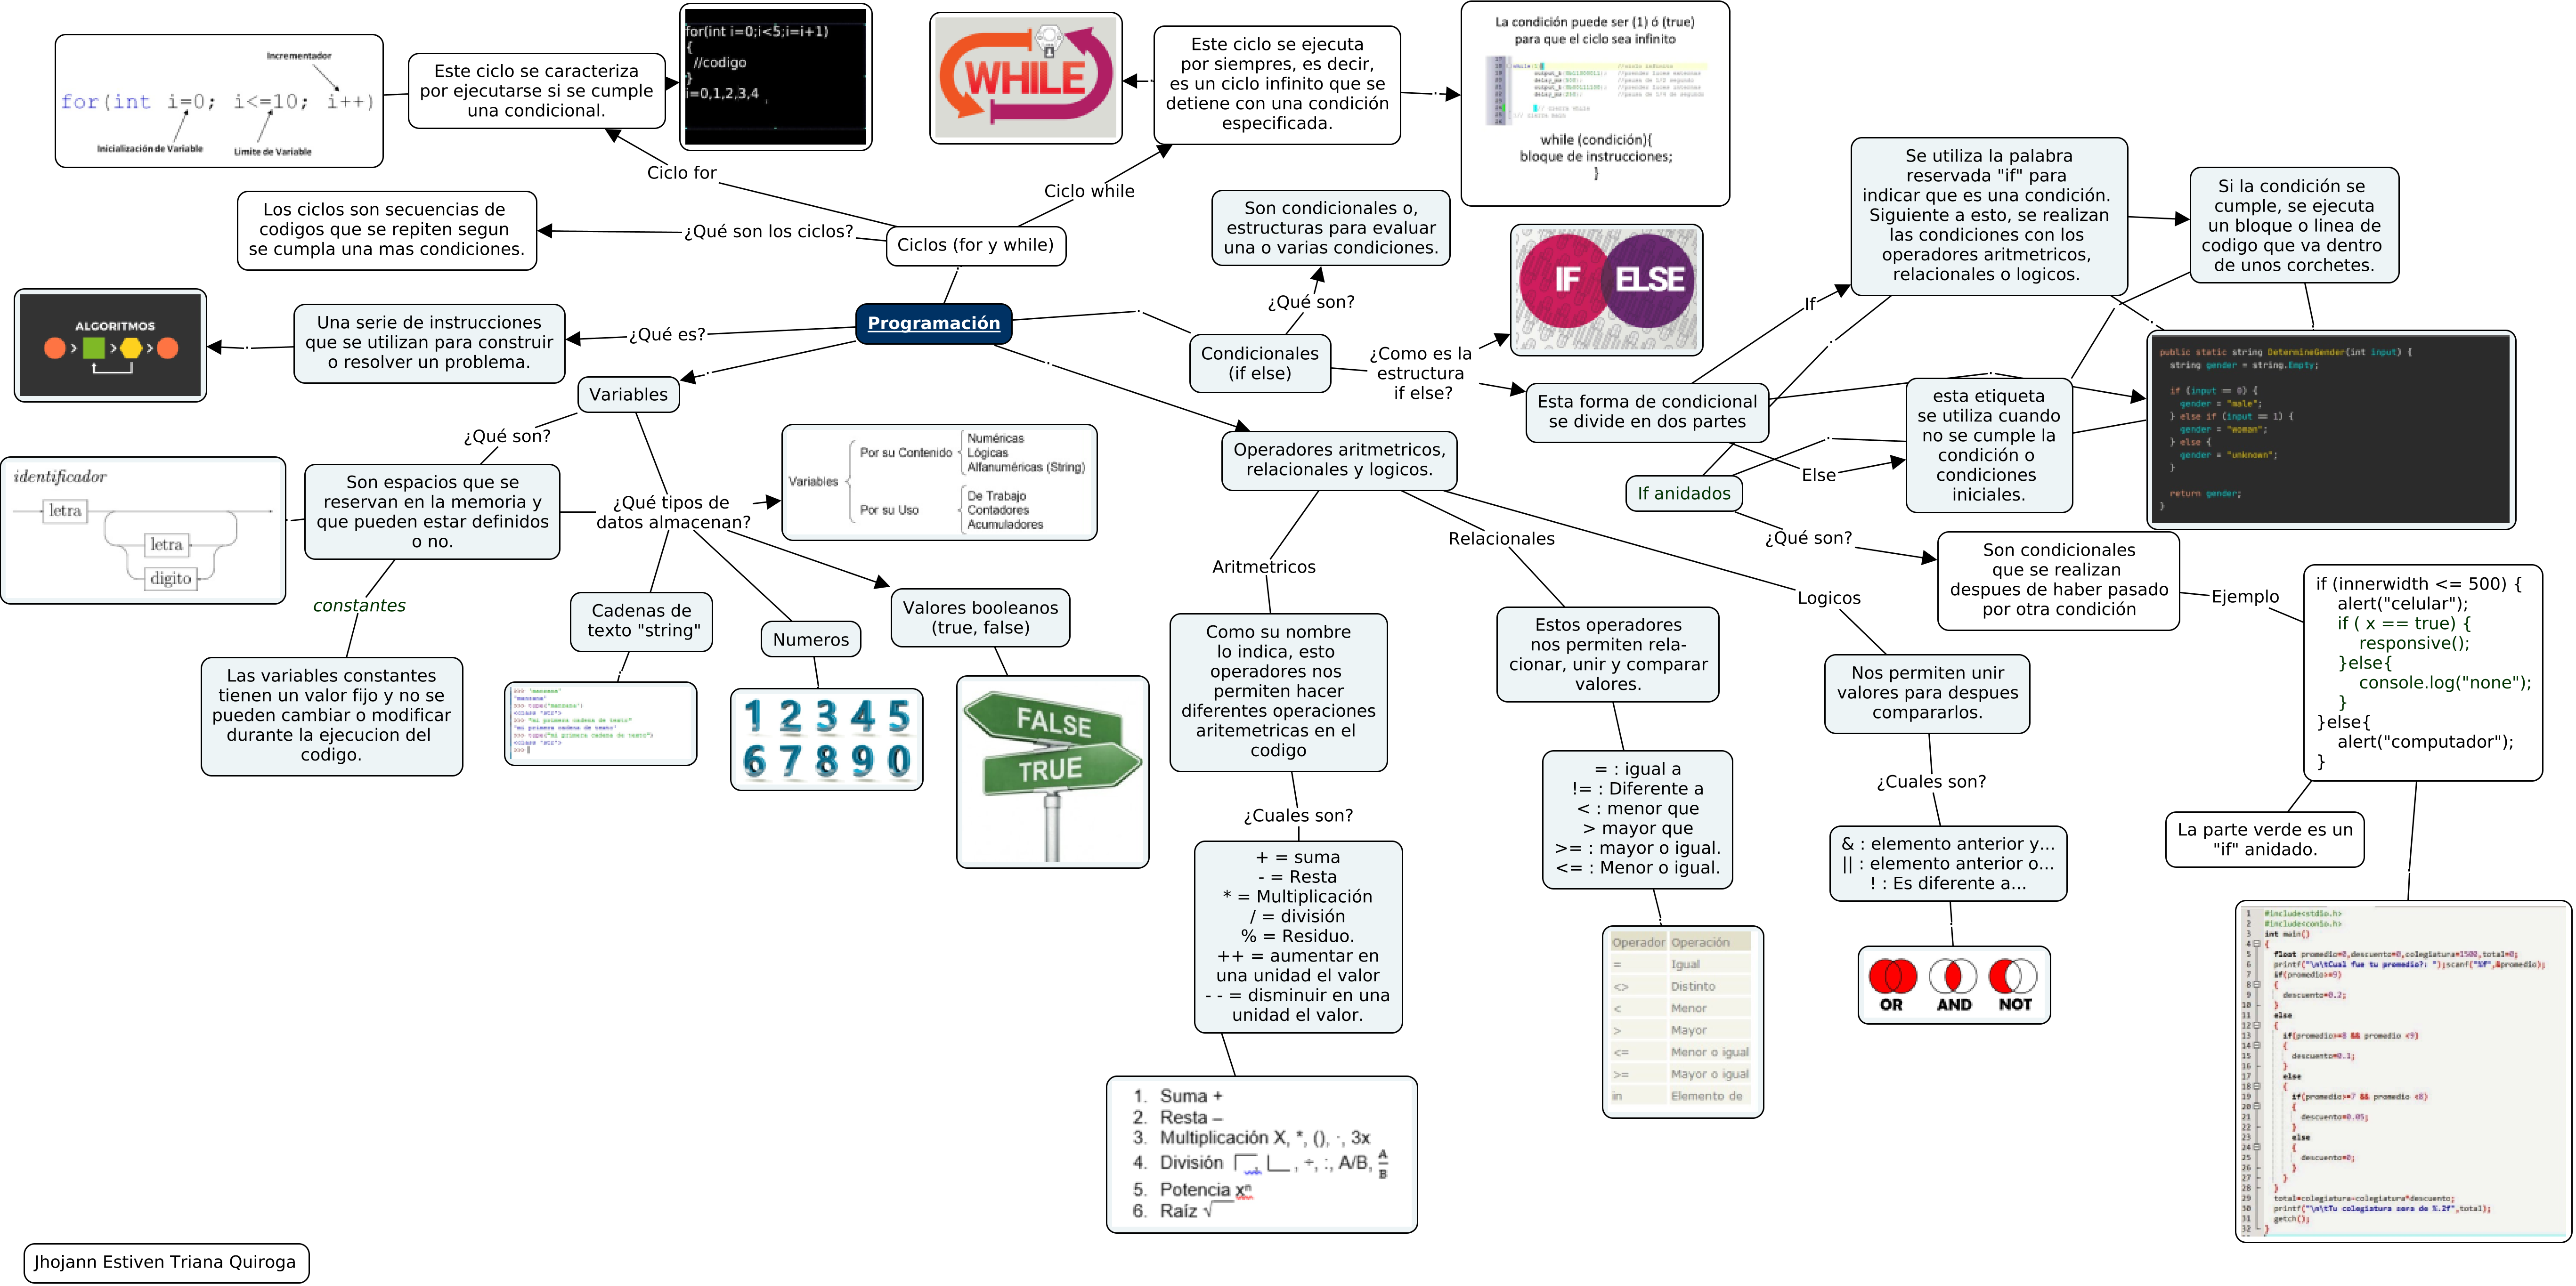 Programación
¿Qué es?
Una serie de instrucciones
que se utilizan para construir
o resolver un problema.
ALGORITMOS
Ciclos (for y while)
¿Qué son los ciclos?
Los ciclos son secuencias de
codigos que se repiten segun
se cumpla una mas condiciones.
Ciclo for
Este ciclo se caracteriza
por ejecutarse si se cumple
una condicional.
Incrementador
for(int i=0; i<=10; i++)
Inicialización de Variable
Limite de Variable
for(int i=0;i<5;i=i+1)
{
//codigo
}
i=0,1,2,3,4
Ciclo while
Este ciclo se ejecuta
por siempres, es decir,
es un ciclo infinito que se
detiene con una condición
especificada.
WHILE
La condición puede ser (1) ó (true)
para que el ciclo sea infinito
while (condición){
bloque de instrucciones;
}
Condicionales
(if else)
¿Qué son?
Son condicionales o,
estructuras para evaluar
una o varias condiciones.
¿Como es la
estructura
if else?
IF ELSE
Esta forma de condicional
se divide en dos partes
If
Se utiliza la palabra
reservada "if" para
indicar que es una condición.
Siguiente a esto, se realizan
las condiciones con los
operadores aritmetricos,
relacionales o logicos.
Si la condición se
cumple, se ejecuta
un bloque o linea de
codigo que va dentro
de unos corchetes.
Else
esta etiqueta
se utiliza cuando
no se cumple la
condición o
condiciones
iniciales.
public static string DetermineGender(int input) {
string gender = string.Empty;
if (input == 0) {
gender = "male";
} else if (input == 1) {
gender = "woman";
} else {
gender = "unknown";
}
return gender;
}
If anidados
¿Qué son?
Son condicionales
que se realizan
despues de haber pasado
por otra condición
Ejemplo
if (innerwidth <= 500) {
alert("celular");
if ( x == true) {
responsive();
}else{
console.log("none");
}
}else{
alert("computador");
}
La parte verde es un
"if" anidado.
1 #include<stdio.h>
2 #include<conio.h>
3 int main()
4 {
5 float promedio=0,descuento=0,colegiatura=1500,total=0;
6 printf("\n\tCual fue tu promedio?: ");scanf("%f",&promedio);
7 if(promedio>=9)
8 {
9 descuento=0.2;
10 }
11 else
12 {
13 if(promedio>=8 && promedio <9)
14 {
15 descuento=0.1;
16 }
17 else
18 {
19 if(promedio>=7 && promedio <8)
20 {
21 descuento=0.05;
22 }
23 else
24 {
25 descuento=0;
26 }
27 }
28 }
29 total=colegiatura-colegiatura*descuento;
30 printf("\n\tTu colegiatura sera de %.2f",total);
31 getch();
32 }
Variables
¿Qué son?
Son espacios que se
reservan en la memoria y
que pueden estar definidos
o no.
identificador
letra
letra
digito
constantes
Las variables constantes
tienen un valor fijo y no se
pueden cambiar o modificar
durante la ejecucion del
codigo.
¿Qué tipos de
datos almacenan?
Variables
Por su Contenido
Numéricas
Lógicas
Alfanuméricas (String)
Por su Uso
De Trabajo
Contadores
Acumuladores
Cadenas de
texto "string"
>>> 'manzana'
'manzana'
>>> type('manzana')
<class 'str'>
>>> "mi primera cadena de texto"
'mi primera cadena de texto'
>>> type("mi primera cadena de texto")
<class 'str'>
>>>
Numeros
1 2 3 4 5
6 7 8 9 0
Valores booleanos
(true, false)
FALSE
TRUE
Operadores aritmetricos,
relacionales y logicos.
Aritmetricos
Como su nombre
lo indica, esto
operadores nos
permiten hacer
diferentes operaciones
aritemetricas en el
codigo
¿Cuales son?
+ = suma
- = Resta
* = Multiplicación
/ = división
% = Residuo.
++ = aumentar en
una unidad el valor
- - = disminuir en una
unidad el valor.
1. Suma +
2. Resta –
3. Multiplicación X, *, (), ·, 3x
4. División , , ÷, :, A/B, A/B
5. Potencia xⁿ
6. Raíz √
Relacionales
Estos operadores
nos permiten rela-
cionar, unir y comparar
valores.
= : igual a
!= : Diferente a
< : menor que
> mayor que
>= : mayor o igual.
<= : Menor o igual.
Operador Operación
= Igual
<> Distinto
< Menor
> Mayor
<= Menor o igual
>= Mayor o igual
in Elemento de
Logicos
Nos permiten unir
valores para despues
compararlos.
¿Cuales son?
& : elemento anterior y...
|| : elemento anterior o...
! : Es diferente a...
OR AND NOT
Jhojann Estiven Triana Quiroga